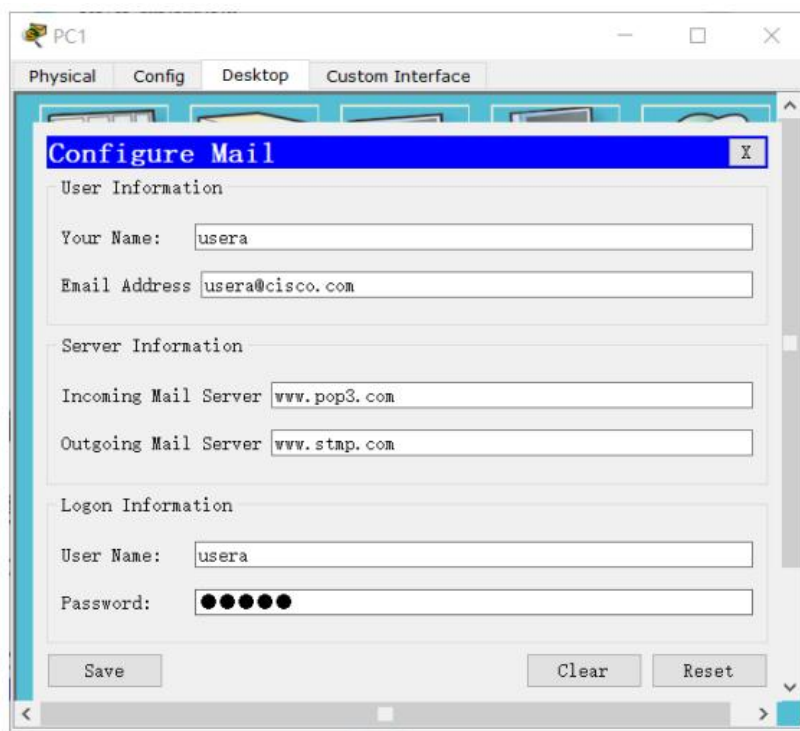 PC1
Physical Config Desktop Custom Interface
Configure Mail X
User Information
Your Name: usera
Email Address usera@cisco.com
Server Information
Incoming Mail Server www.pop3.com
Outgoing Mail Server www.stmp.com
Logon Information
User Name: usera
Password: ●●●●●
Save Clear Reset